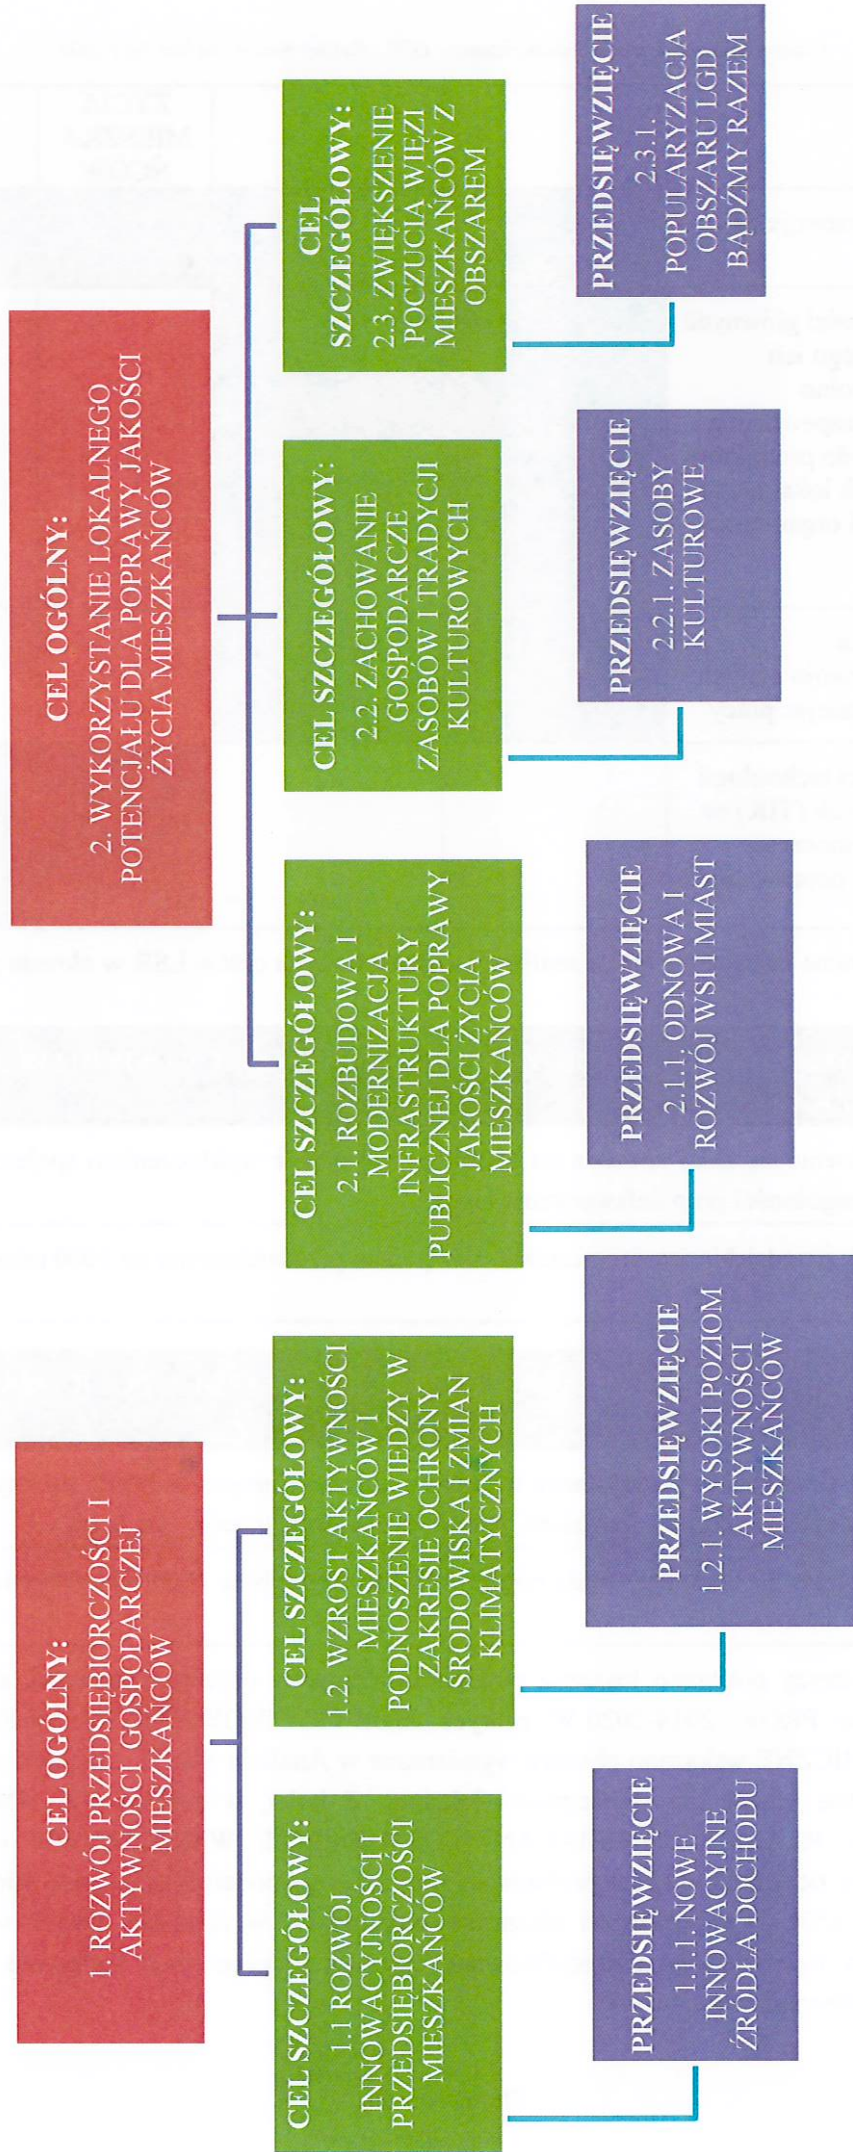 CEL OGÓLNY:
1. ROZWÓJ PRZEDSIĘBIORCZOŚCI I
AKTYWNOŚCI GOSPODARCZEJ
MIESZKAŃCÓW
CEL SZCZEGÓŁOWY:
1.1 ROZWÓJ
INNOWACYJNOŚCI I
PRZEDSIĘBIORCZOŚCI
MIESZKAŃCÓW
PRZEDSIĘWZIĘCIE
1.1.1. NOWE
INNOWACYJNE
ŹRÓDŁA DOCHODU
CEL SZCZEGÓŁOWY:
1.2. WZROST AKTYWNOŚCI
MIESZKAŃCÓW I
PODNOSZENIE WIEDZY W
ZAKRESIE OCHRONY
ŚRODOWISKA I ZMIAN
KLIMATYCZNYCH
PRZEDSIĘWZIĘCIE
1.2.1. WYSOKI POZIOM
AKTYWNOŚCI
MIESZKAŃCÓW
CEL OGÓLNY:
2. WYKORZYSTANIE LOKALNEGO
POTENCJAŁU DLA POPRAWY JAKOŚCI
ŻYCIA MIESZKAŃCÓW
CEL SZCZEGÓŁOWY:
2.1. ROZBUDOWA I
MODERNIZACJA
INFRASTRUKTURY
PUBLICZNEJ DLA POPRAWY
JAKOŚCI ŻYCIA
MIESZKAŃCÓW
PRZEDSIĘWZIĘCIE
2.1.1. ODNOWA I
ROZWÓJ WSI I MIAST
CEL SZCZEGÓŁOWY:
2.2. ZACHOWANIE
GOSPODARCZE
ZASOBÓW I TRADYCJI
KULTUROWYCH
PRZEDSIĘWZIĘCIE
2.2.1 ZASOBY
KULTUROWE
CEL
SZCZEGÓŁOWY:
2.3. ZWIĘKSZENIE
POCZUCIA WIĘZI
MIESZKAŃCÓW Z
OBSZAREM
PRZEDSIĘWZIĘCIE
2.3.1.
POPULARYZACJA
OBSZARU LGD
BĄDŹMY RAZEM